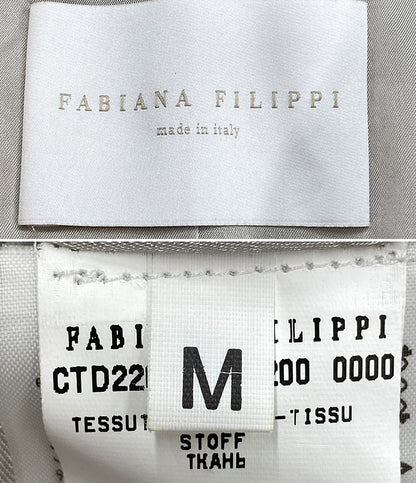 FABIANA FILIPPI
made in italy
FABI ILIPPI
CTD22 200 0000
M
TESSUT -TISSU
STOFF
ТКАНЬ